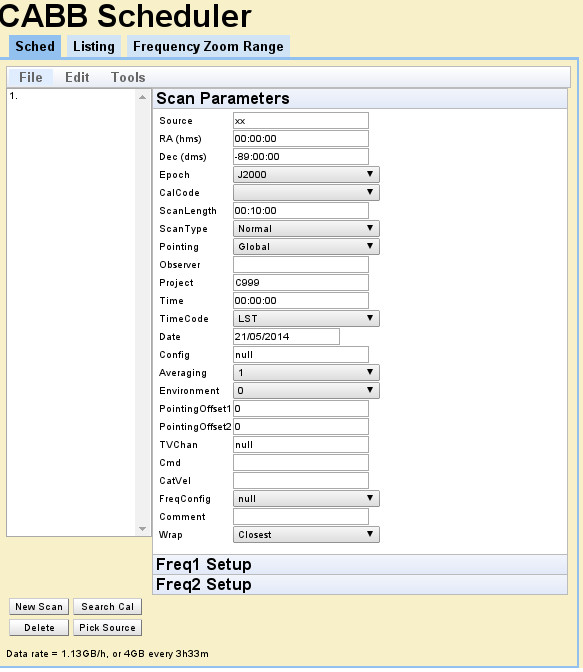 CABB Scheduler
Sched Listing Frequency Zoom Range
File Edit Tools
1.
Scan Parameters
Source xx
RA (hms) 00:00:00
Dec (dms) -89:00:00
Epoch J2000
CalCode
ScanLength 00:10:00
ScanType Normal
Pointing Global
Observer
Project C999
Time 00:00:00
TimeCode LST
Date 21/05/2014
Config null
Averaging 1
Environment 0
PointingOffset1 0
PointingOffset2 0
TVChan null
Cmd
CatVel
FreqConfig null
Comment
Wrap Closest
Freq1 Setup
Freq2 Setup
New Scan Search Cal
Delete Pick Source
Data rate = 1.13GB/h, or 4GB every 3h33m